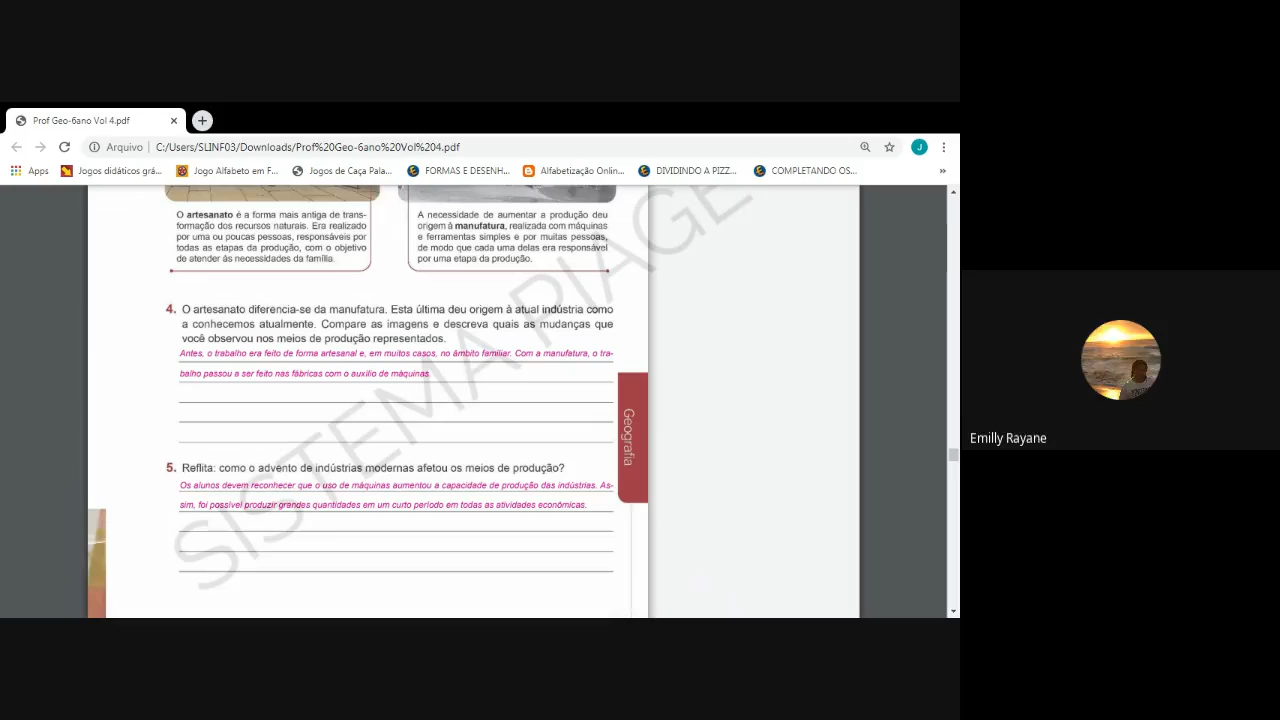 Prof Geo-6ano Vol 4.pdf
Arquivo C:/Users/SLINF03/Downloads/Prof%20Geo-6ano%20Vol%204.pdf J
Apps Jogos didáticos grá... Jogo Alfabeto em F... Jogos de Caça Pala... FORMAS E DESENH... Alfabetização Onlin... DIVIDINDO A PIZZ... COMPLETANDO OS... »
O artesanato é a forma mais antiga de trans-
formação dos recursos naturais. Era realizado
por uma ou poucas pessoas, responsáveis por
todas as etapas da produção, com o objetivo
de atender às necessidades da família.
A necessidade de aumentar a produção deu
origem à manufatura, realizada com máquinas
e ferramentas simples e por muitas pessoas,
de modo que cada uma delas era responsável
por uma etapa da produção.
4. O artesanato diferencia-se da manufatura. Esta última deu origem à atual indústria como
a conhecemos atualmente. Compare as imagens e descreva quais as mudanças que
você observou nos meios de produção representados.
Antes, o trabalho era feito de forma artesanal e, em muitos casos, no âmbito familiar. Com a manufatura, o tra-
balho passou a ser feito nas fábricas com o auxílio de máquinas.
5. Reflita: como o advento de indústrias modernas afetou os meios de produção?
Os alunos devem reconhecer que o uso de máquinas aumentou a capacidade de produção das indústrias. As-
sim, foi possível produzir grandes quantidades em um curto período em todas as atividades econômicas.
Geografia
SISTEMA PIAGE
Emilly Rayane